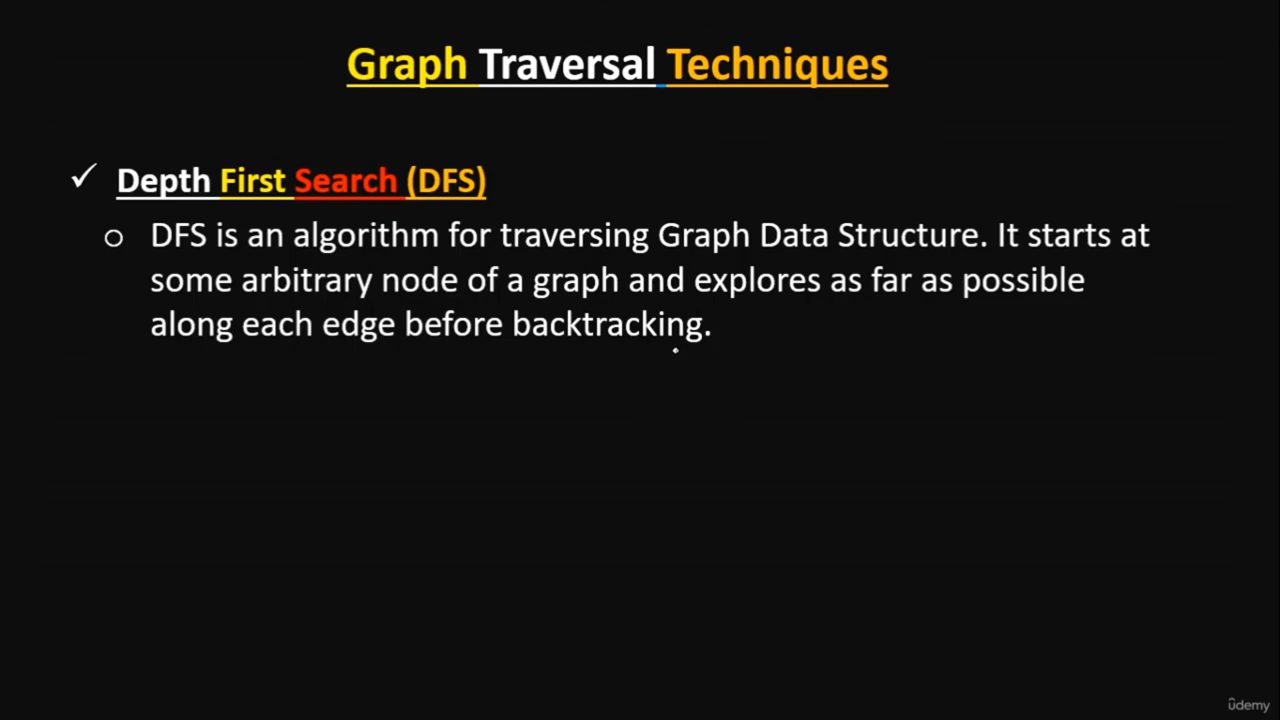 Graph Traversal Techniques
✓ Depth First Search (DFS)
o DFS is an algorithm for traversing Graph Data Structure. It starts at
some arbitrary node of a graph and explores as far as possible
along each edge before backtracking.
ûdemy